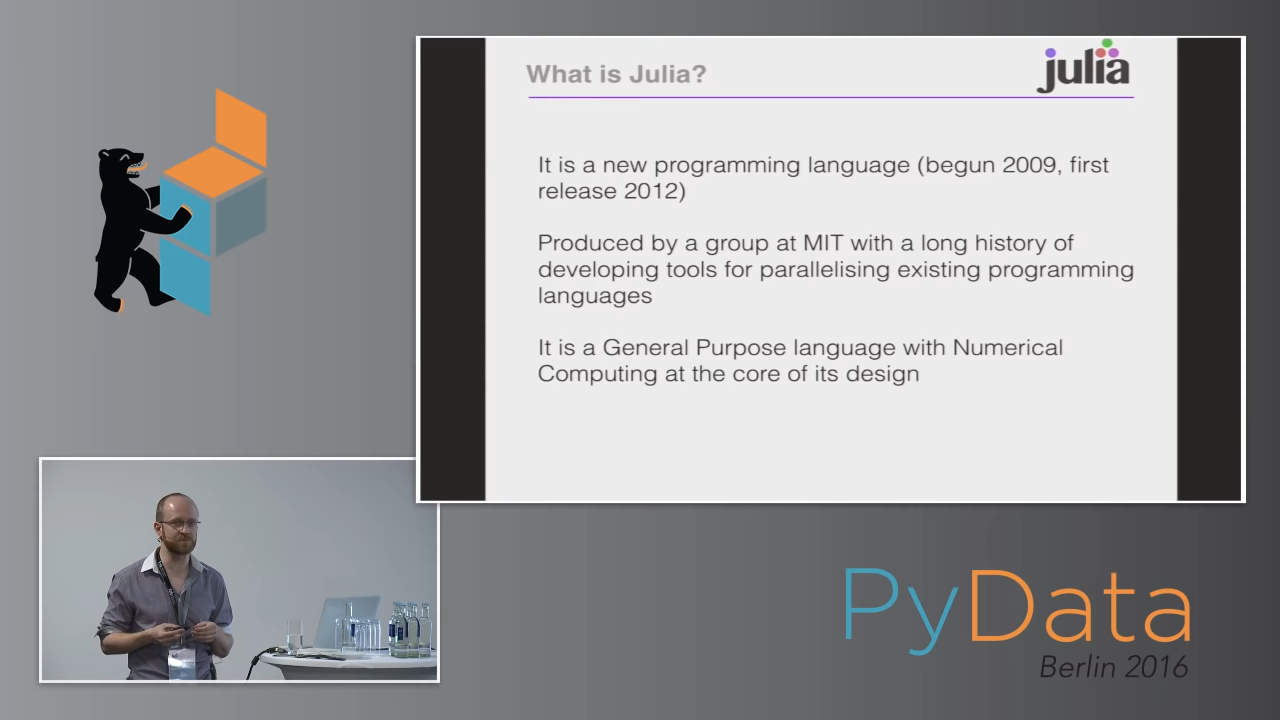 What is Julia?
julia
It is a new programming language (begun 2009, first
release 2012)
Produced by a group at MIT with a long history of
developing tools for parallelising existing programming
languages
It is a General Purpose language with Numerical
Computing at the core of its design
PyData
Berlin 2016